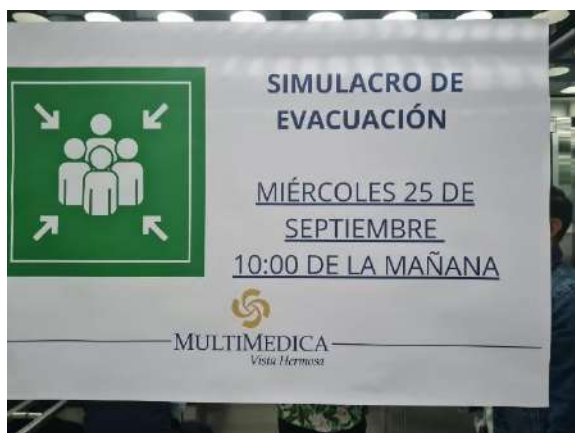 SIMULACRO DE
EVACUACIÓN
MIÉRCOLES 25 DE
SEPTIEMBRE
10:00 DE LA MAÑANA
MULTIMEDICA
Vista Hermosa